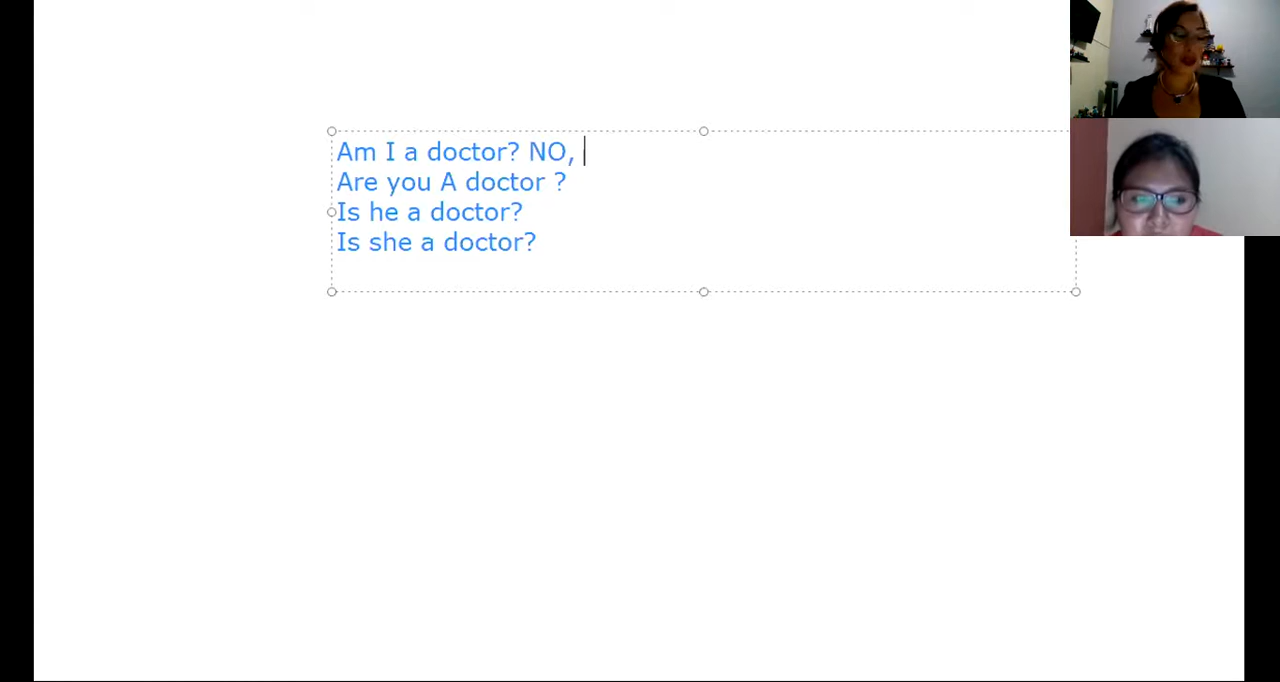 Am I a doctor? NO,
Are you A doctor ?
Is he a doctor?
Is she a doctor?